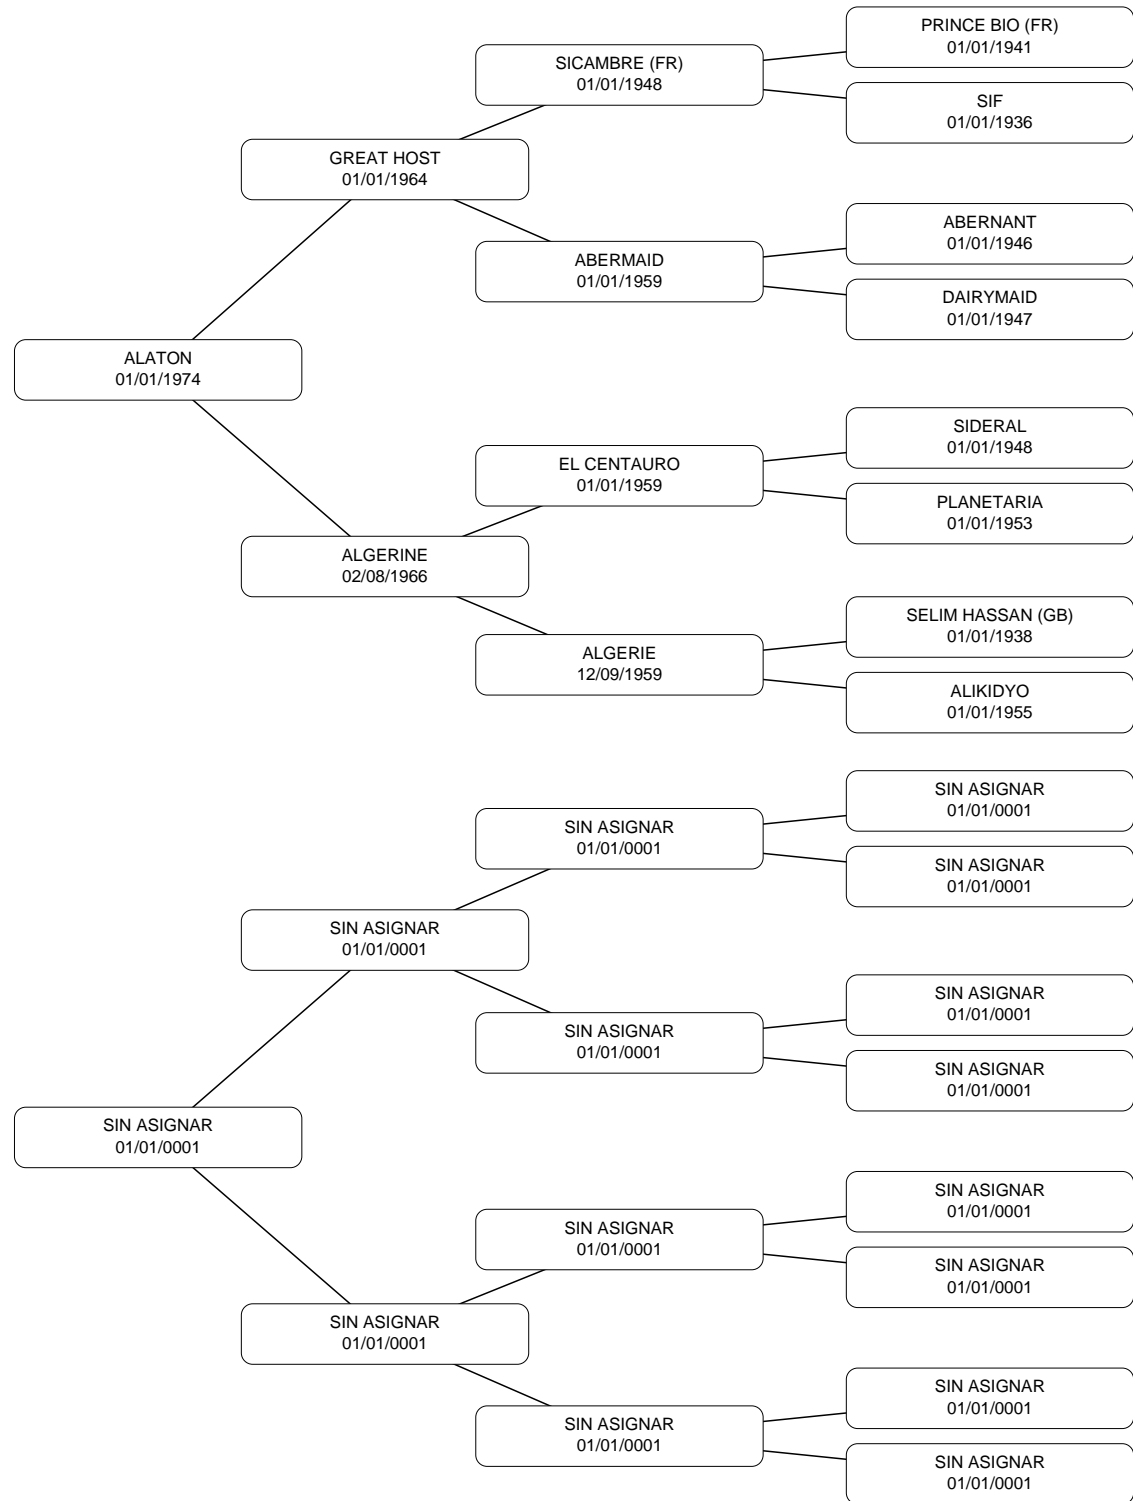 PRINCE BIO (FR)
01/01/1941
SICAMBRE (FR)
01/01/1948
SIF
01/01/1936
GREAT HOST
01/01/1964
ABERNANT
01/01/1946
ABERMAID
01/01/1959
DAIRYMAID
01/01/1947
ALATON
01/01/1974
SIDERAL
01/01/1948
EL CENTAURO
01/01/1959
PLANETARIA
01/01/1953
ALGERINE
02/08/1966
SELIM HASSAN (GB)
01/01/1938
ALGERIE
12/09/1959
ALIKIDYO
01/01/1955
SIN ASIGNAR
01/01/0001
SIN ASIGNAR
01/01/0001
SIN ASIGNAR
01/01/0001
SIN ASIGNAR
01/01/0001
SIN ASIGNAR
01/01/0001
SIN ASIGNAR
01/01/0001
SIN ASIGNAR
01/01/0001
SIN ASIGNAR
01/01/0001
SIN ASIGNAR
01/01/0001
SIN ASIGNAR
01/01/0001
SIN ASIGNAR
01/01/0001
SIN ASIGNAR
01/01/0001
SIN ASIGNAR
01/01/0001
SIN ASIGNAR
01/01/0001
SIN ASIGNAR
01/01/0001